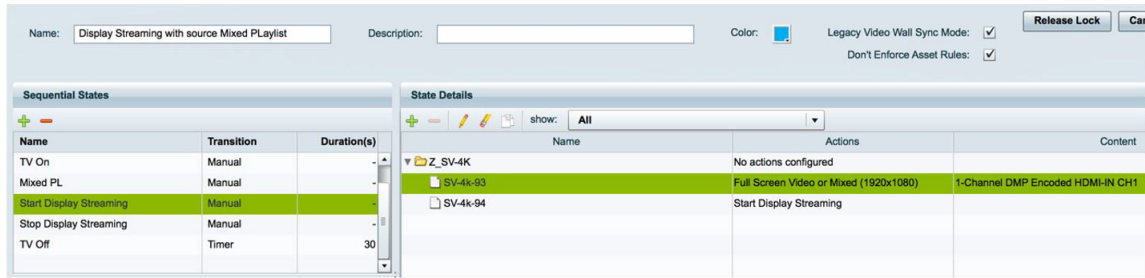 Name: Display Streaming with source Mixed PLaylist Description: Color: Legacy Video Wall Sync Mode: Release Lock
Don't Enforce Asset Rules:
Sequential States State Details
show: All
Name Transition Duration(s) Name Actions Content
TV On Manual - Z_SV-4K No actions configured
Mixed PL Manual - SV-4k-93 Full Screen Video or Mixed (1920x1080) 1-Channel DMP Encoded HDMI-IN CH1
Start Display Streaming Manual - SV-4k-94 Start Display Streaming
Stop Display Streaming Manual -
TV Off Timer 30